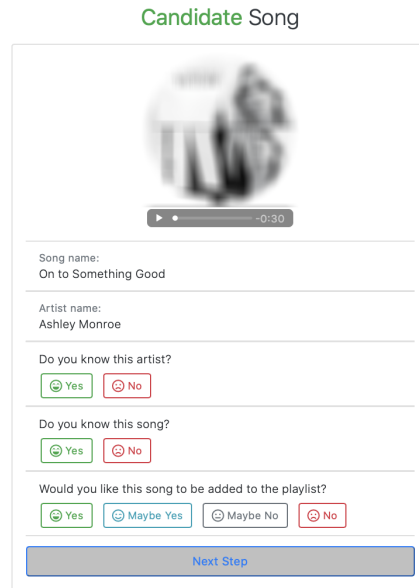 Candidate Song
-0:30
Song name:
On to Something Good
Artist name:
Ashley Monroe
Do you know this artist?
Yes No
Do you know this song?
Yes No
Would you like this song to be added to the playlist?
Yes Maybe Yes Maybe No No
Next Step